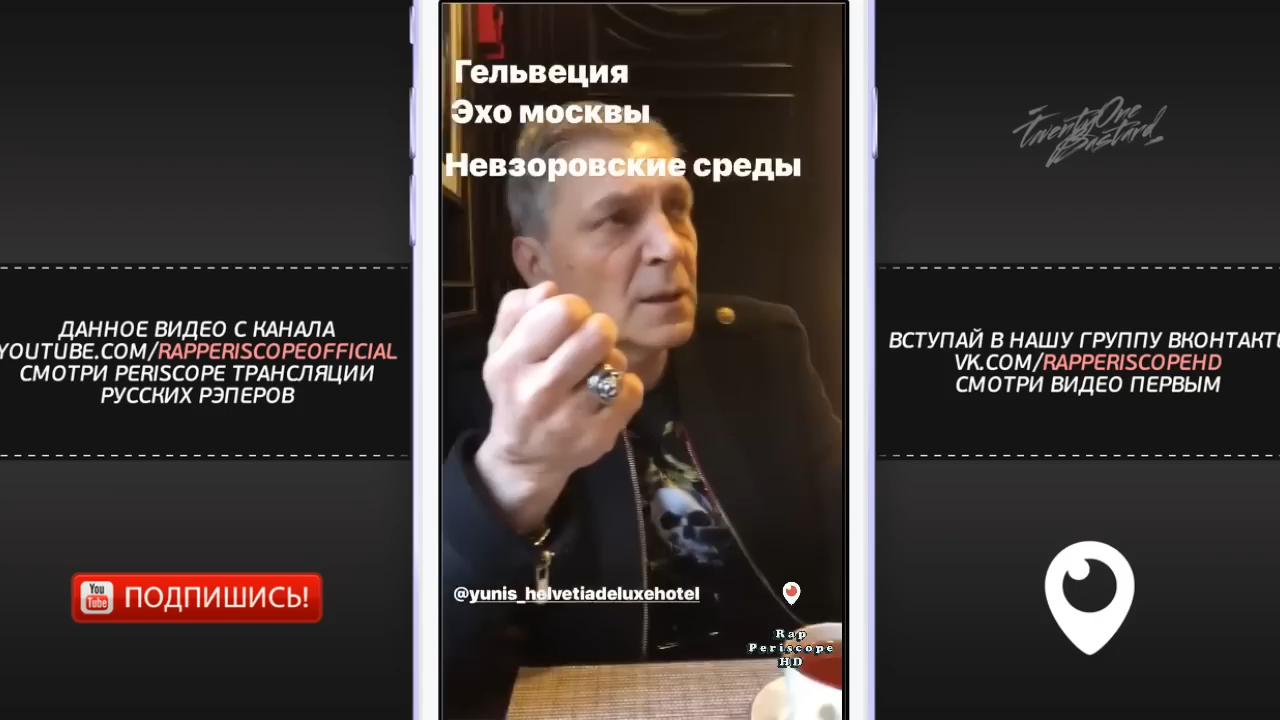 Гельвеция
Эхо москвы
Невзоровские среды
TwentyOne
Bastard
ДАННОЕ ВИДЕО С КАНАЛА
YOUTUBE.COM/RAPPERISCOPEOFFICIAL
СМОТРИ PERISCOPE ТРАНСЛЯЦИИ
РУССКИХ РЭПЕРОВ
ВСТУПАЙ В НАШУ ГРУППУ ВКОНТАКТЕ
VK.COM/RAPPERISCOPEHD
СМОТРИ ВИДЕО ПЕРВЫМ
You
Tube
ПОДПИШИСЬ!
@yunis_helvetiadeluxehotel
Rap
Periscope
HD